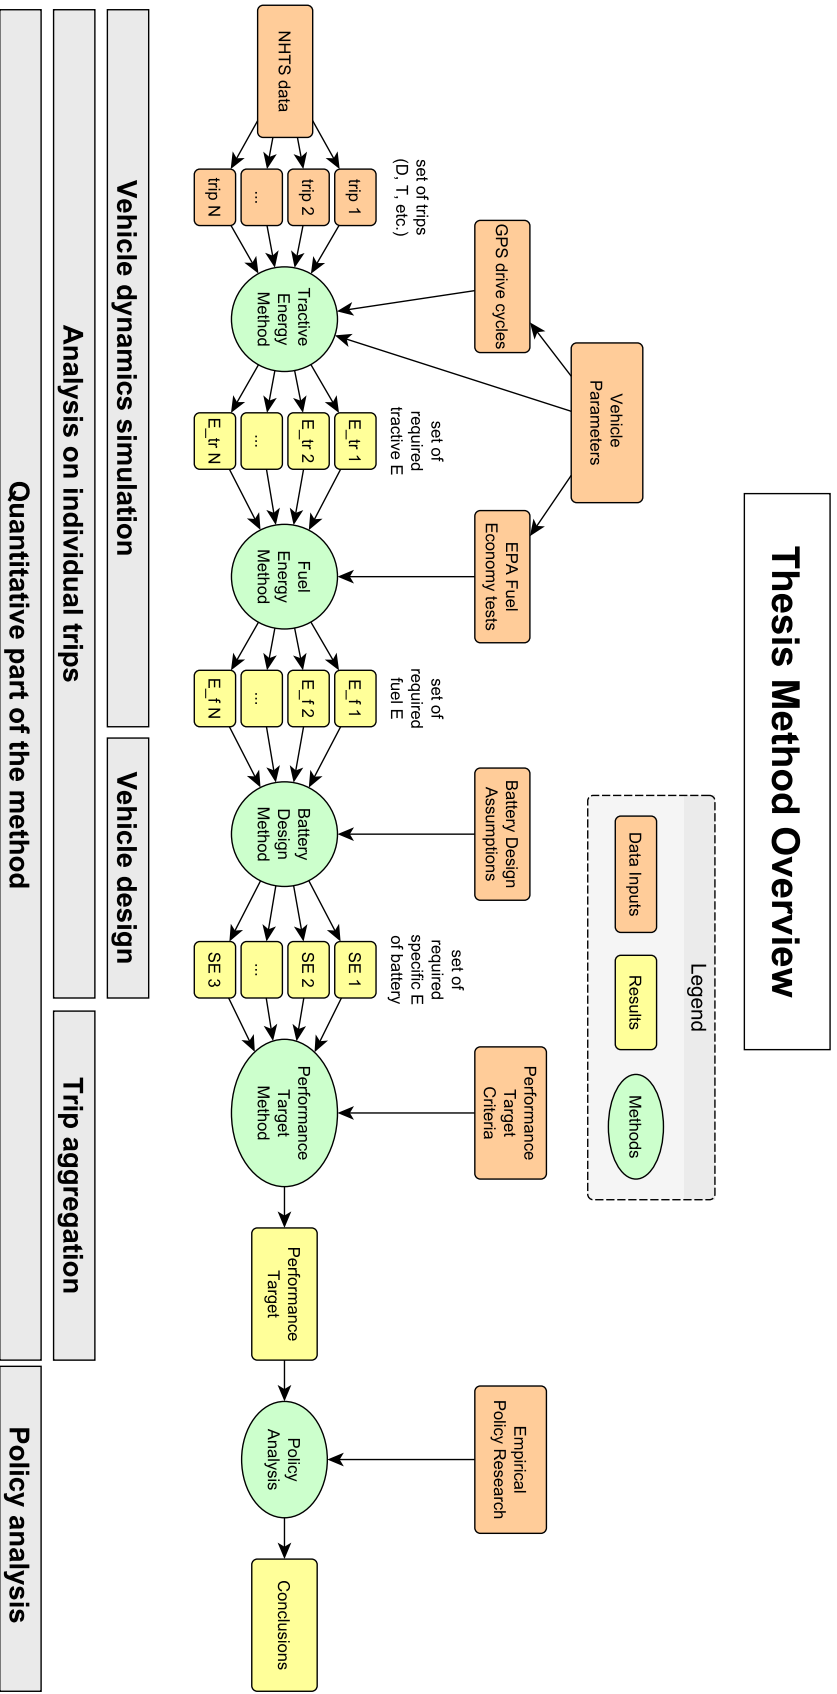 Thesis Method Overview
Legend
Data Inputs
Results
Methods
Vehicle
Parameters
GPS drive cycles
EPA Fuel
Economy tests
Battery Design
Assumptions
Performance
Target
Criteria
Empirical
Policy Research
set of trips
(D, T, etc.)
set of
required
tractive E
set of
required
fuel E
set of
required
specific E
of battery
NHTS data
trip 1
trip 2
...
trip N
Tractive
Energy
Method
E_tr 1
E_tr 2
...
E_tr N
Fuel
Energy
Method
E_f 1
E_f 2
...
E_f N
Battery
Design
Method
SE 1
SE 2
...
SE 3
Performance
Target
Method
Performance
Target
Policy
Analysis
Conclusions
Vehicle dynamics simulation
Vehicle design
Analysis on individual trips
Trip aggregation
Quantitative part of the method
Policy analysis